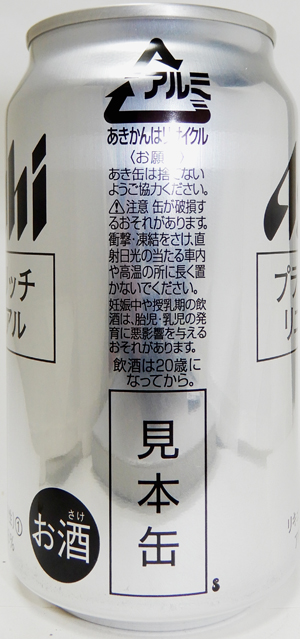 アルミ
あきかんはリサイクル
〈お願い〉
あき缶は捨てない
ようご協力ください。
⚠注意 缶が破損す
るおそれがあります。
衝撃・凍結をさけ、直
射日光の当たる車内
や高温の所に長く置
かないでください。
妊娠中や授乳期の飲
酒は、胎児・乳児の発
育に悪影響を与える
おそれがあります。
飲酒は20歳に
なってから。
見本缶
さけ
お酒
S
hi
ッチ
アル
プラ